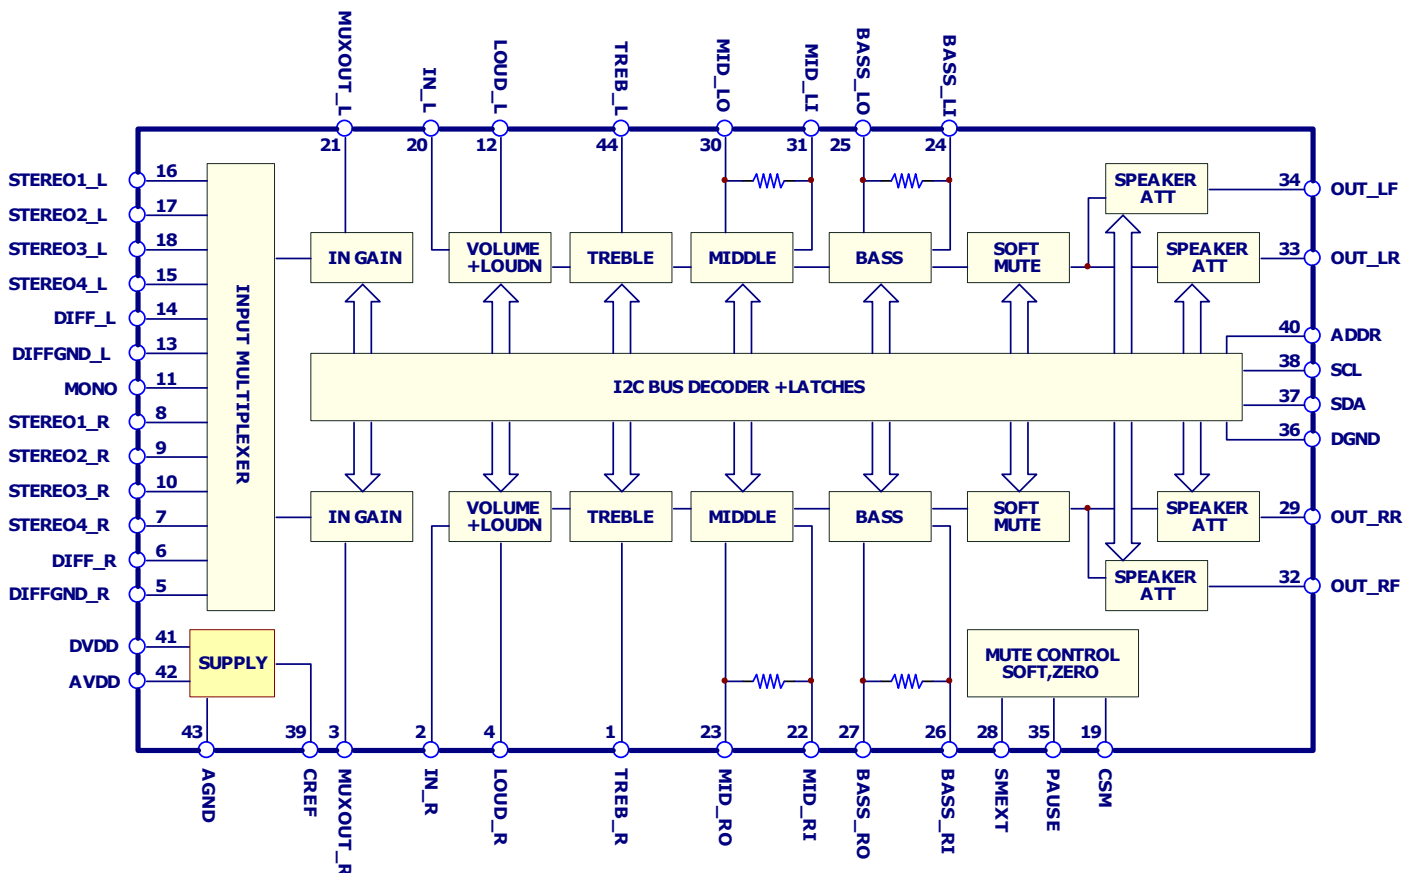 MUXOUT_L
IN_L
LOUD_L
TREB_L
MID_LO
MID_LI
BASS_LO
BASS_LI
21
20
12
44
30
31
25
24
STEREO1_L
16
STEREO2_L
17
STEREO3_L
18
STEREO4_L
15
DIFF_L
14
DIFFGND_L
13
MONO
11
STEREO1_R
8
STEREO2_R
9
STEREO3_R
10
STEREO4_R
7
DIFF_R
6
DIFFGND_R
5
DVDD
41
AVDD
42
INPUT MULTIPLEXER
SUPPLY
IN GAIN
VOLUME
+LOUDN
TREBLE
MIDDLE
BASS
SOFT
MUTE
SPEAKER
ATT
SPEAKER
ATT
34
OUT_LF
33
OUT_LR
I2C BUS DECODER +LATCHES
40
ADDR
38
SCL
37
SDA
36
DGND
IN GAIN
VOLUME
+LOUDN
TREBLE
MIDDLE
BASS
SOFT
MUTE
SPEAKER
ATT
SPEAKER
ATT
29
OUT_RR
32
OUT_RF
MUTE CONTROL
SOFT,ZERO
43
39
3
2
4
1
23
22
27
26
28
35
19
AGND
CREF
MUXOUT_R
IN_R
LOUD_R
TREB_R
MID_RO
MID_RI
BASS_RO
BASS_RI
SMEXT
PAUSE
CSM